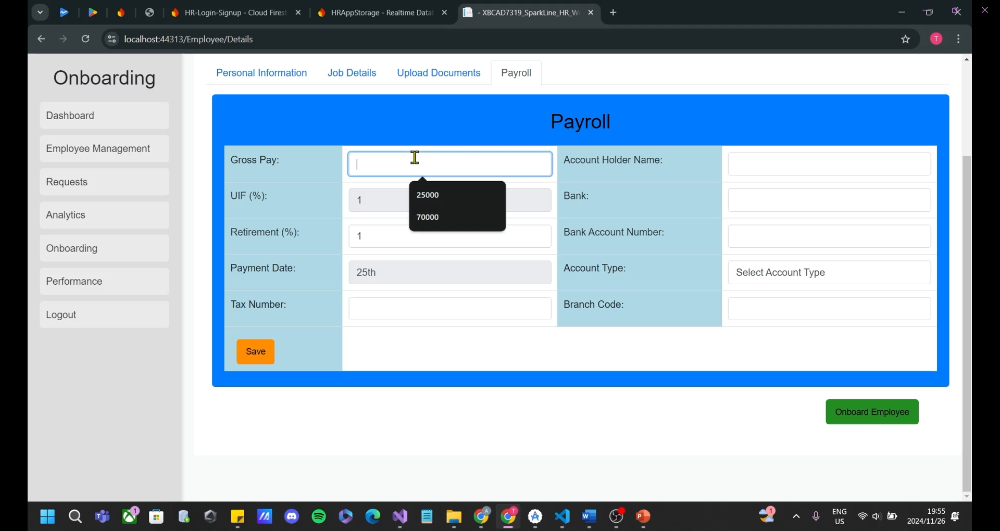 HR-Login-Signup - Cloud Firest
HRAppStorage - Realtime Data
- XBCAD7319_SparkLine_HR_W
localhost:44313/Employee/Details
T
Onboarding
Dashboard
Employee Management
Requests
Analytics
Onboarding
Performance
Logout
Personal Information
Job Details
Upload Documents
Payroll
Payroll
Gross Pay:
Account Holder Name:
25000
70000
UIF (%):
1
Bank:
Retirement (%):
1
Bank Account Number:
Payment Date:
25th
Account Type:
Select Account Type
Tax Number:
Branch Code:
Save
Onboard Employee
1
1
ENG
US
19:55
2024/11/26